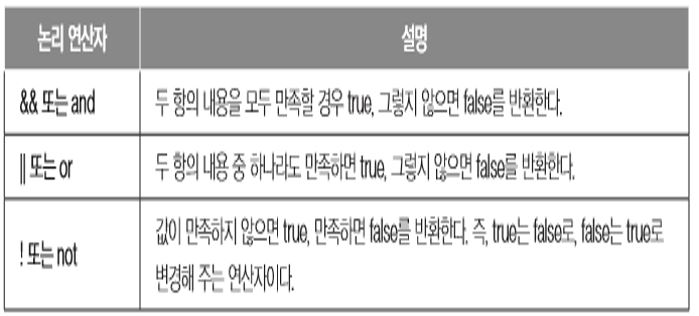 논리 연산자 설명
&& 또는 and 두 항의 내용을 모두 만족할 경우 true, 그렇지 않으면 false를 반환한다.
|| 또는 or 두 항의 내용 중 하나라도 만족하면 true, 그렇지 않으면 false를 반환한다.
! 또는 not 값이 만족하지 않으면 true, 만족하면 false를 반환한다. 즉, true는 false로, false는 true로
변경해 주는 연산자이다.